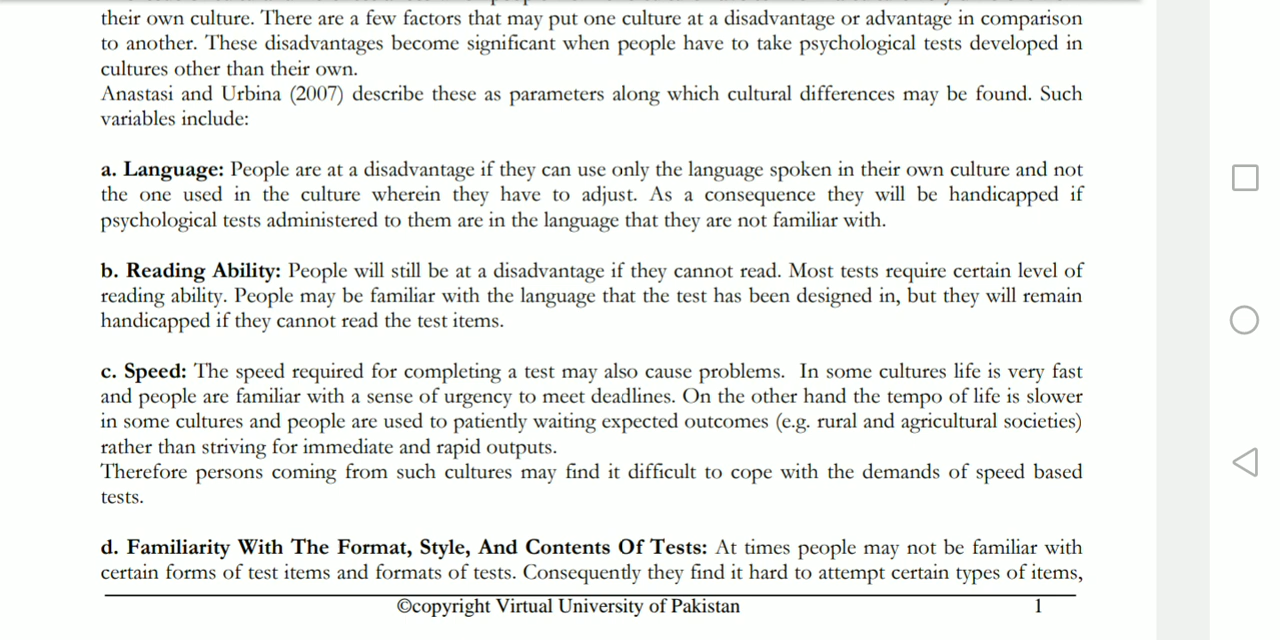 their own culture. There are a few factors that may put one culture at a disadvantage or advantage in comparison
to another. These disadvantages become significant when people have to take psychological tests developed in
cultures other than their own.
Anastasi and Urbina (2007) describe these as parameters along which cultural differences may be found. Such
variables include:
a. Language: People are at a disadvantage if they can use only the language spoken in their own culture and not
the one used in the culture wherein they have to adjust. As a consequence they will be handicapped if
psychological tests administered to them are in the language that they are not familiar with.
b. Reading Ability: People will still be at a disadvantage if they cannot read. Most tests require certain level of
reading ability. People may be familiar with the language that the test has been designed in, but they will remain
handicapped if they cannot read the test items.
c. Speed: The speed required for completing a test may also cause problems. In some cultures life is very fast
and people are familiar with a sense of urgency to meet deadlines. On the other hand the tempo of life is slower
in some cultures and people are used to patiently waiting expected outcomes (e.g. rural and agricultural societies)
rather than striving for immediate and rapid outputs.
Therefore persons coming from such cultures may find it difficult to cope with the demands of speed based
tests.
d. Familiarity With The Format, Style, And Contents Of Tests: At times people may not be familiar with
certain forms of test items and formats of tests. Consequently they find it hard to attempt certain types of items,
©copyright Virtual University of Pakistan 1